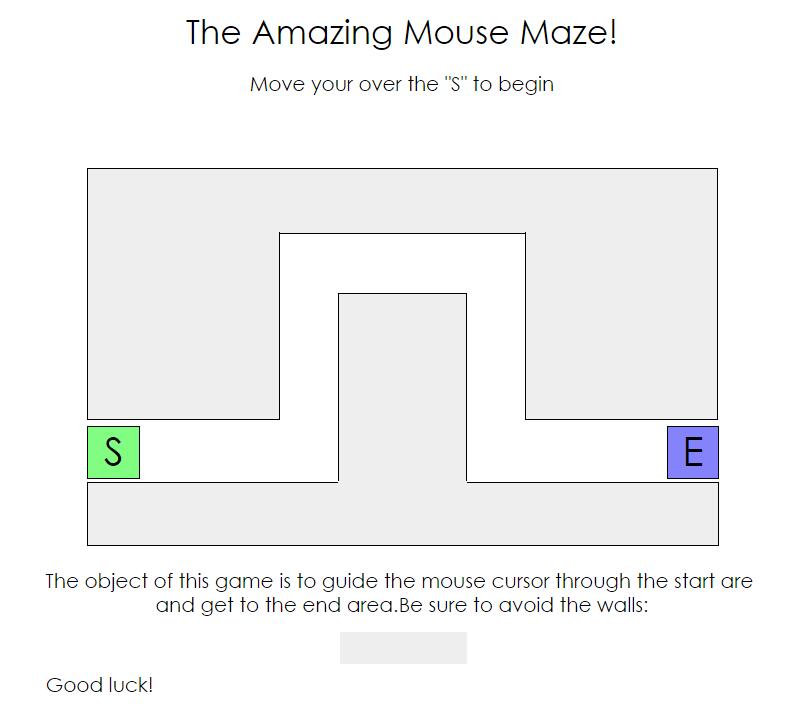 The Amazing Mouse Maze!
Move your over the "S" to begin
S
E
The object of this game is to guide the mouse cursor through the start are
and get to the end area.Be sure to avoid the walls:
Good luck!